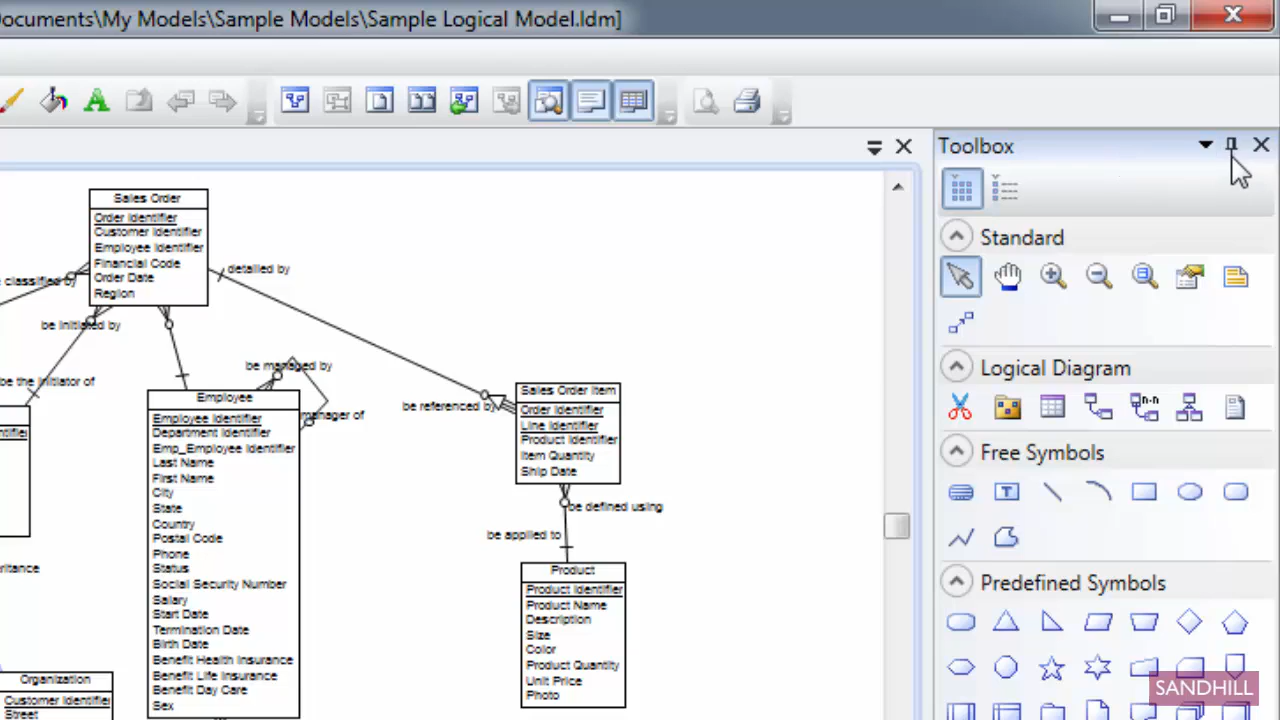 Documents\My Models\Sample Models\Sample Logical Model.ldm]
Toolbox
Standard
Logical Diagram
Free Symbols
Predefined Symbols
Sales Order
Order Identifier
Customer Identifier
Employee Identifier
Financial Code
Order Date
Region
classified by
detailed by
be initiated by
be the initiator of
be managed by
manager of
be referenced by
Employee
Employee Identifier
Department Identifier
Emp_Employee Identifier
Last Name
First Name
City
State
Country
Postal Code
Phone
Status
Social Security Number
Salary
Start Date
Termination Date
Birth Date
Benefit Health Insurance
Benefit Life Insurance
Benefit Day Care
Sex
Sales Order Item
Order Identifier
Line Identifier
Product Identifier
Item Quantity
Ship Date
be defined using
be applied to
Product
Product Identifier
Product Name
Description
Size
Color
Product Quantity
Unit Price
Photo
Organization
Customer Identifier
Street
SANDHILL